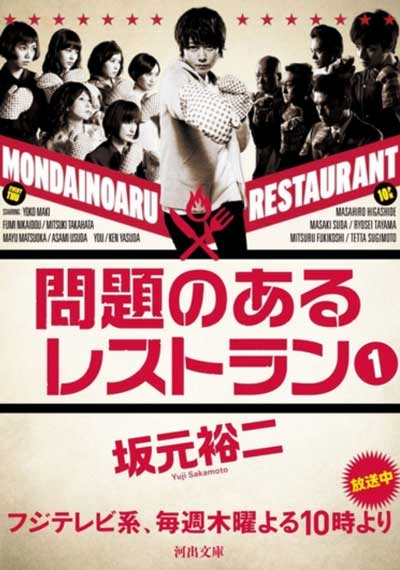 MONDAINOARU
RESTAURANT
EVERY THU
10PM
STARRING: YOKO MAKI
FUMI NIKAIDOU / MITSUKI TAKAHATA
MAYU MATSUOKA / ASAMI USUDA YOU / KEN YASUDA
MASAHIRO HIGASHIDE
MASAKI SUDA / RYOSEI TAYAMA
MITSURU FUKIKOSHI / TETTA SUGIMOTO
問題のある
レストラン1
坂元裕二
Yuji Sakamoto
放送中
フジテレビ系、毎週木曜よる10時より
河出文庫